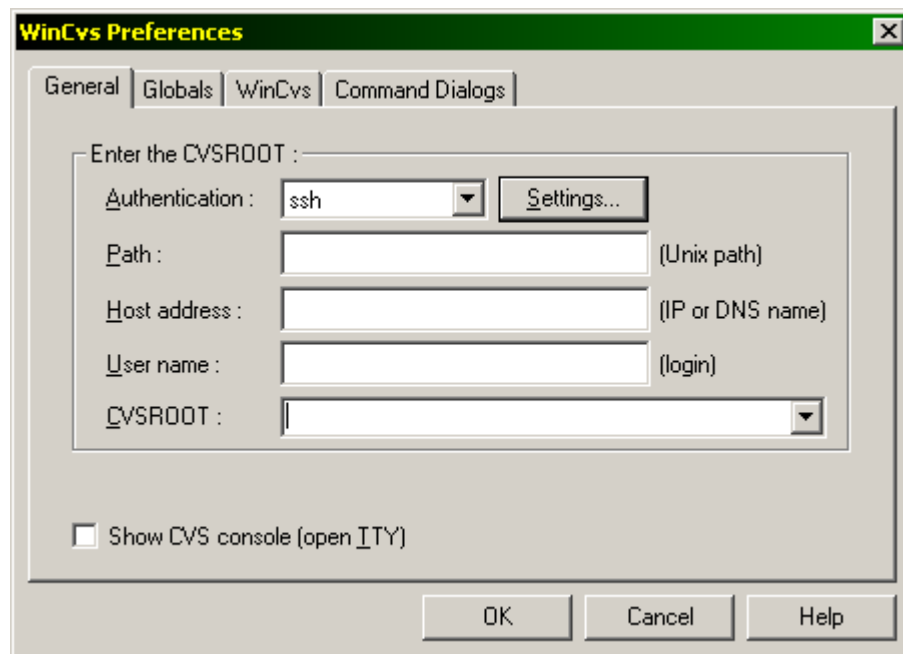 WinCvs Preferences
General Globals WinCvs Command Dialogs
Enter the CVSROOT :
Authentication : ssh Settings...
Path : (Unix path)
Host address : (IP or DNS name)
User name : (login)
CVSROOT :
Show CVS console (open TTY)
OK Cancel Help